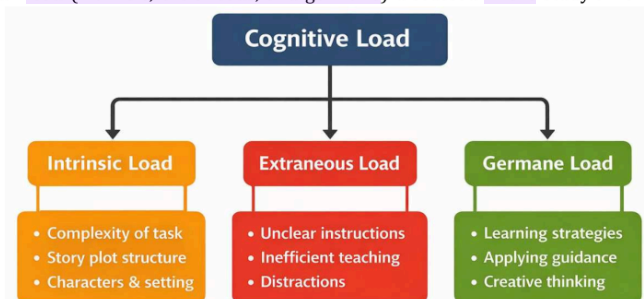 Cognitive Load
Intrinsic Load
Extraneous Load
Germane Load
• Complexity of task
• Story plot structure
• Characters & setting
• Unclear instructions
• Inefficient teaching
• Distractions
• Learning strategies
• Applying guidance
• Creative thinking